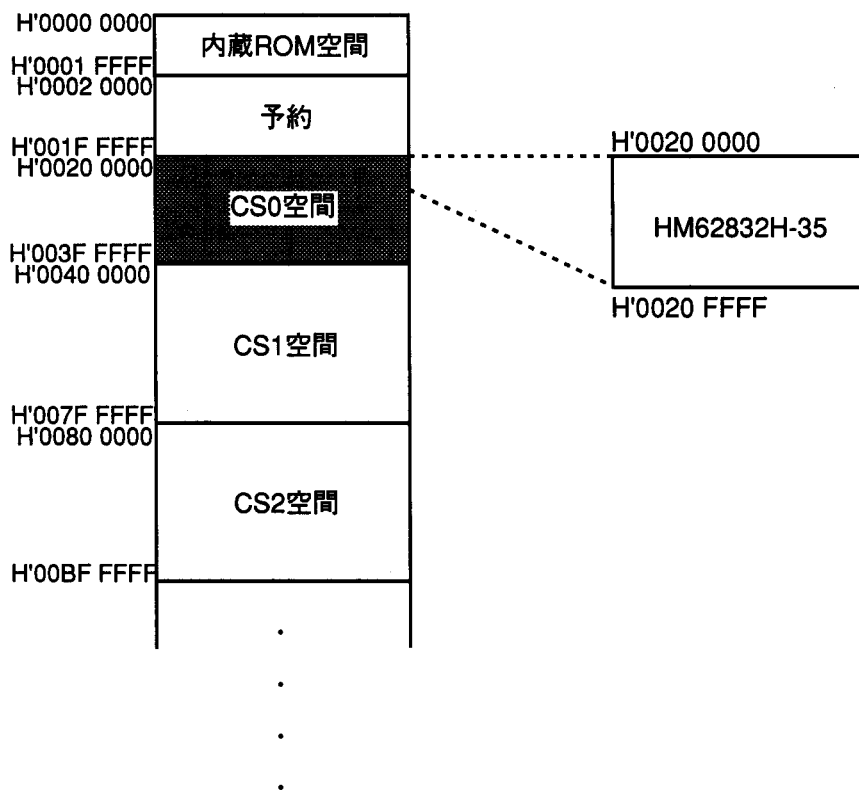 H'0000 0000
内蔵ROM空間
H'0001 FFFF
H'0002 0000
予約
H'001F FFFF
H'0020 0000
CS0空間
H'003F FFFF
H'0040 0000
CS1空間
H'007F FFFF
H'0080 0000
CS2空間
H'00BF FFFF
H'0020 0000
HM62832H-35
H'0020 FFFF